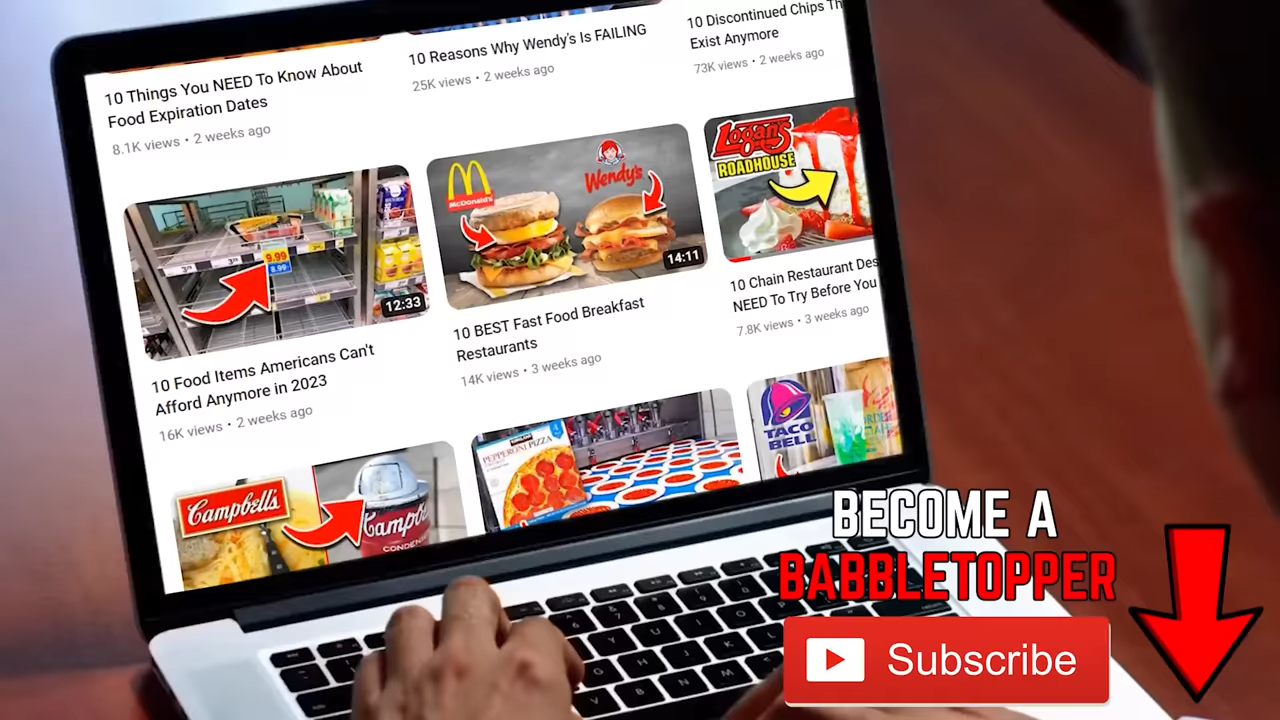 10 Things You NEED To Know About
Food Expiration Dates
8.1K views • 2 weeks ago
10 Reasons Why Wendy's Is FAILING
25K views • 2 weeks ago
10 Discontinued Chips Th
Exist Anymore
73K views • 2 weeks ago
9.99
8.99
12:33
10 Food Items Americans Can't
Afford Anymore in 2023
16K views • 2 weeks ago
McDonald's
Wendy's
14:11
10 BEST Fast Food Breakfast
Restaurants
14K views • 3 weeks ago
Logan's
ROADHOUSE
10 Chain Restaurant Des
NEED To Try Before You
7.8K views • 3 weeks ago
Campbell's
Campb
CONDENSE
KIRKLAND
PEPPERONI PIZZA
TACO
BELL
BECOME A
BABBLETOPPER
Subscribe